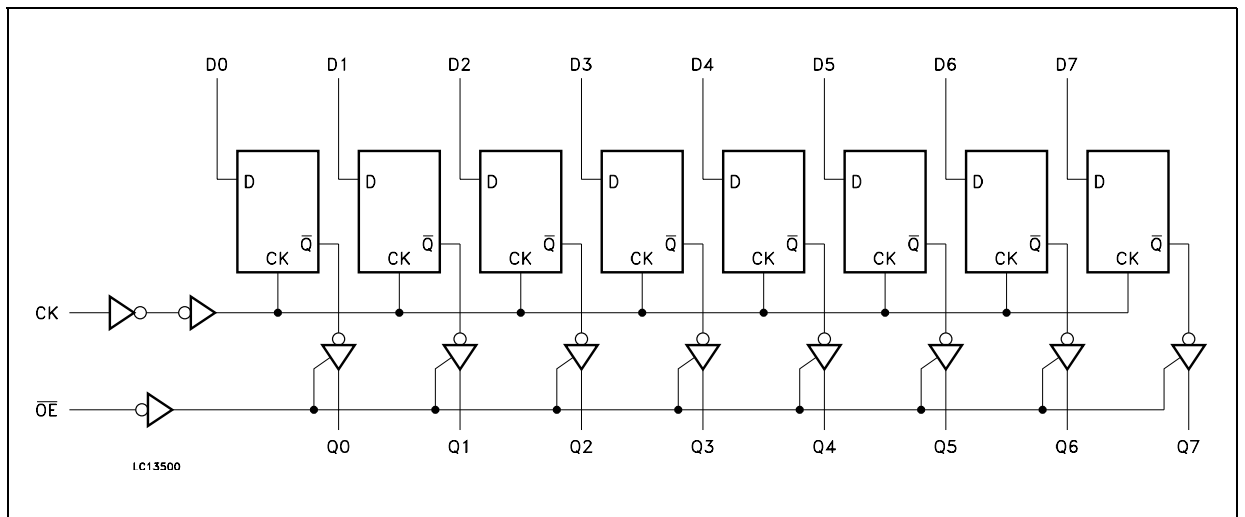 D0 D1 D2 D3 D4 D5 D6 D7
D D D D D D D D
Q̅ Q̅ Q̅ Q̅ Q̅ Q̅ Q̅ Q̅
CK CK CK CK CK CK CK CK
CK
O̅E̅
Q0 Q1 Q2 Q3 Q4 Q5 Q6 Q7
LC13500